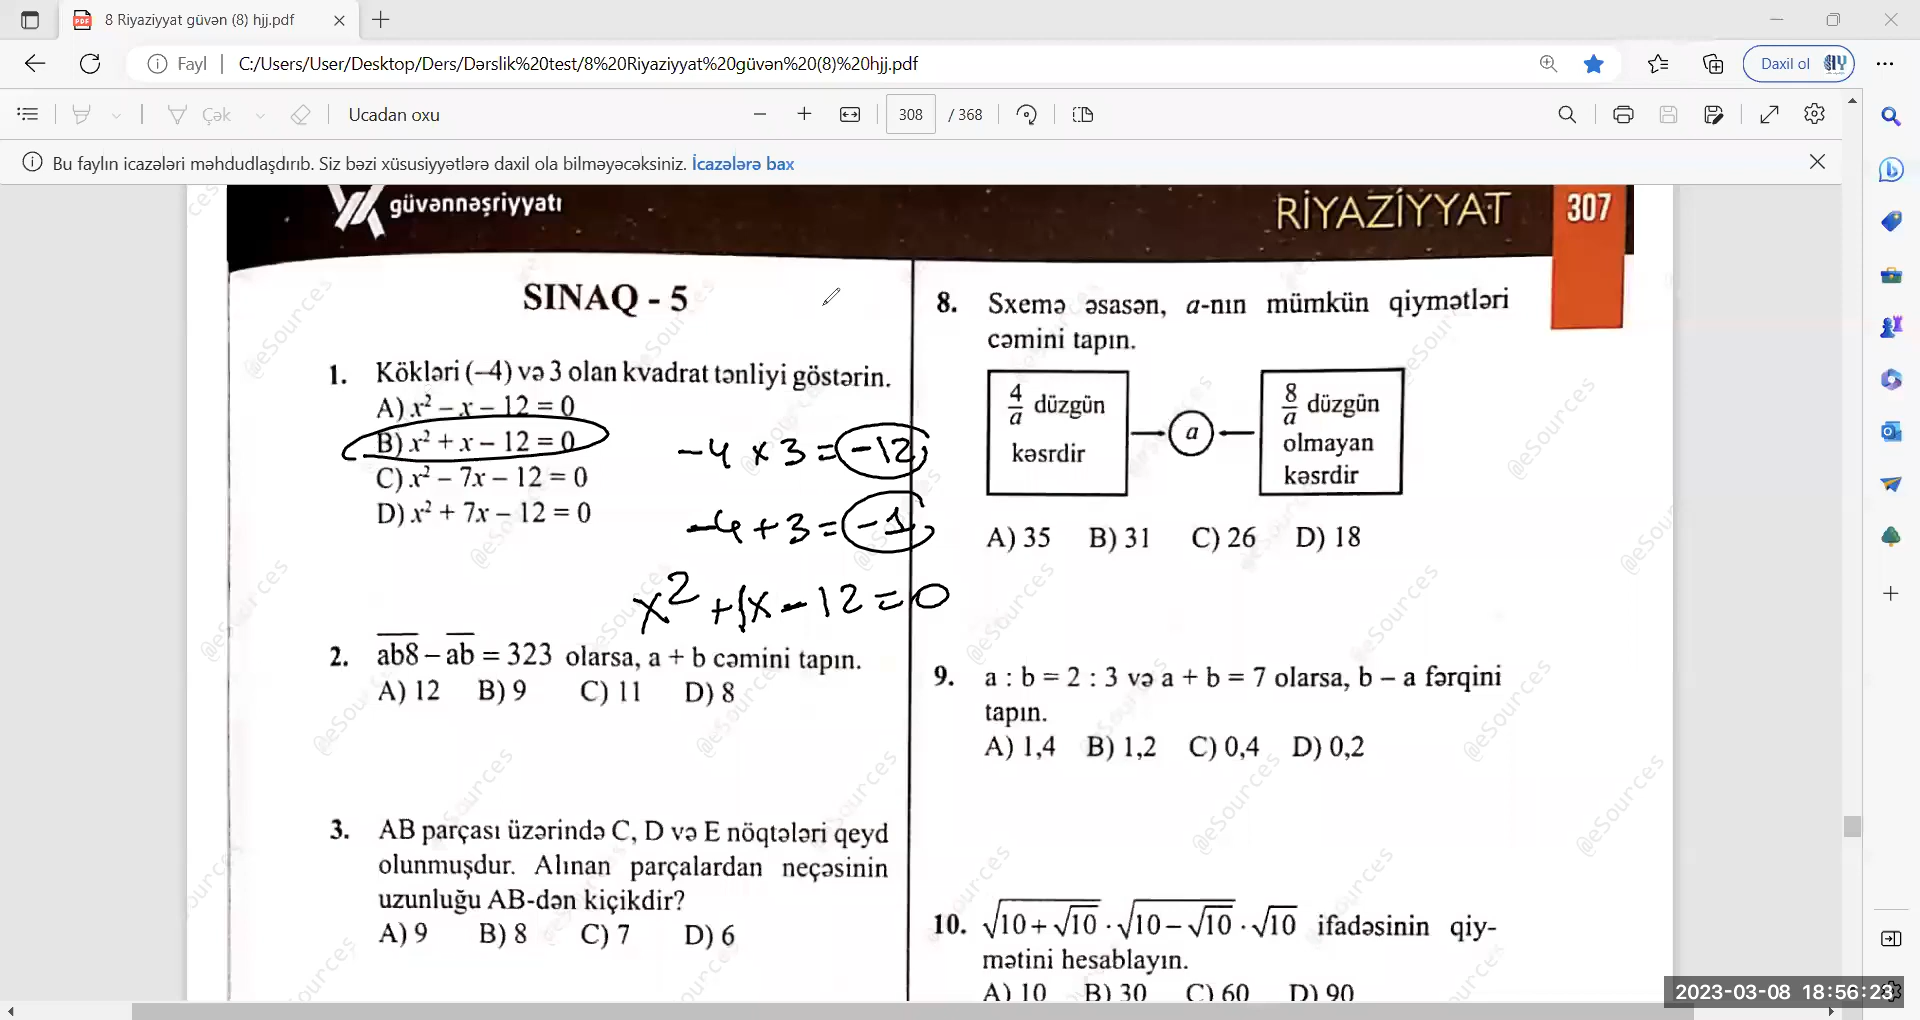 8 Riyaziyyat güvən (8) hjj.pdf
Fayl | C:/Users/User/Desktop/Ders/Dərslik%20test/8%20Riyaziyyat%20güvən%20(8)%20hjj.pdf
Daxil ol
Çək
Ucadan oxu
308 / 368
Bu faylın icazələri məhdudlaşdırıb. Siz bəzi xüsusiyyətlərə daxil ola bilməyəcəksiniz. İcazələrə bax
güvənnəşriyyatı
RİYAZİYYAT 307
SINAQ - 5
1. Kökləri (–4) və 3 olan kvadrat tənliyi göstərin.
A) x² – x – 12 = 0
B) x² + x – 12 = 0
C) x² – 7x – 12 = 0
D) x² + 7x – 12 = 0
-4 × 3 = -12
-4 + 3 = -1
x² + 1x - 12 = 0
2. a̅b̅8̅ – a̅b̅ = 323 olarsa, a + b cəmini tapın.
A) 12 B) 9 C) 11 D) 8
3. AB parçası üzərində C, D və E nöqtələri qeyd
olunmuşdur. Alınan parçalardan neçəsinin
uzunluğu AB-dən kiçikdir?
A) 9 B) 8 C) 7 D) 6
8. Sxemə əsasən, a-nın mümkün qiymətləri
cəmini tapın.
4/a düzgün
kəsrdir
a
8/a düzgün
olmayan
kəsrdir
A) 35 B) 31 C) 26 D) 18
9. a : b = 2 : 3 və a + b = 7 olarsa, b – a fərqini
tapın.
A) 1,4 B) 1,2 C) 0,4 D) 0,2
10. √(10 + √10) · √(10 – √10) · √10 ifadəsinin qiy-
mətini hesablayın.
A) 10 B) 30 C) 60 D) 90
@eSources
2023-03-08 18:56:23